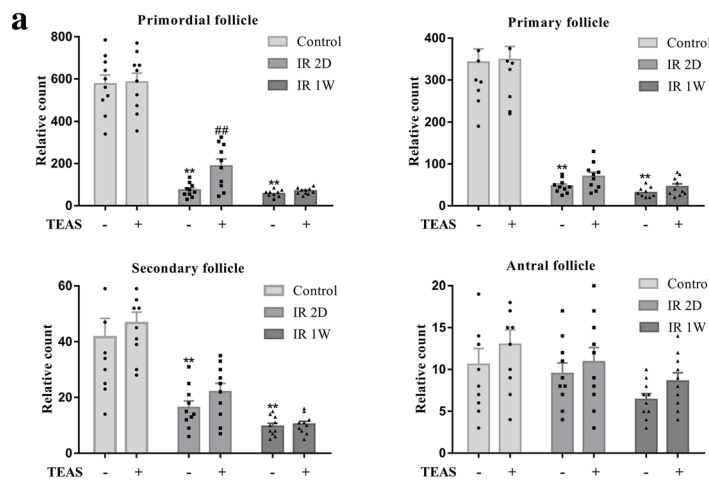 a
Primordial follicle
Relative count
800
600
400
200
0
Control
IR 2D
IR 1W
**
##
**
TEAS - + - + - +
Primary follicle
Relative count
400
300
200
100
0
Control
IR 2D
IR 1W
**
**
TEAS - + - + - +
Secondary follicle
Relative count
60
40
20
0
Control
IR 2D
IR 1W
**
**
TEAS - + - + - +
Antral follicle
Relative count
20
15
10
5
0
Control
IR 2D
IR 1W
TEAS - + - + - +